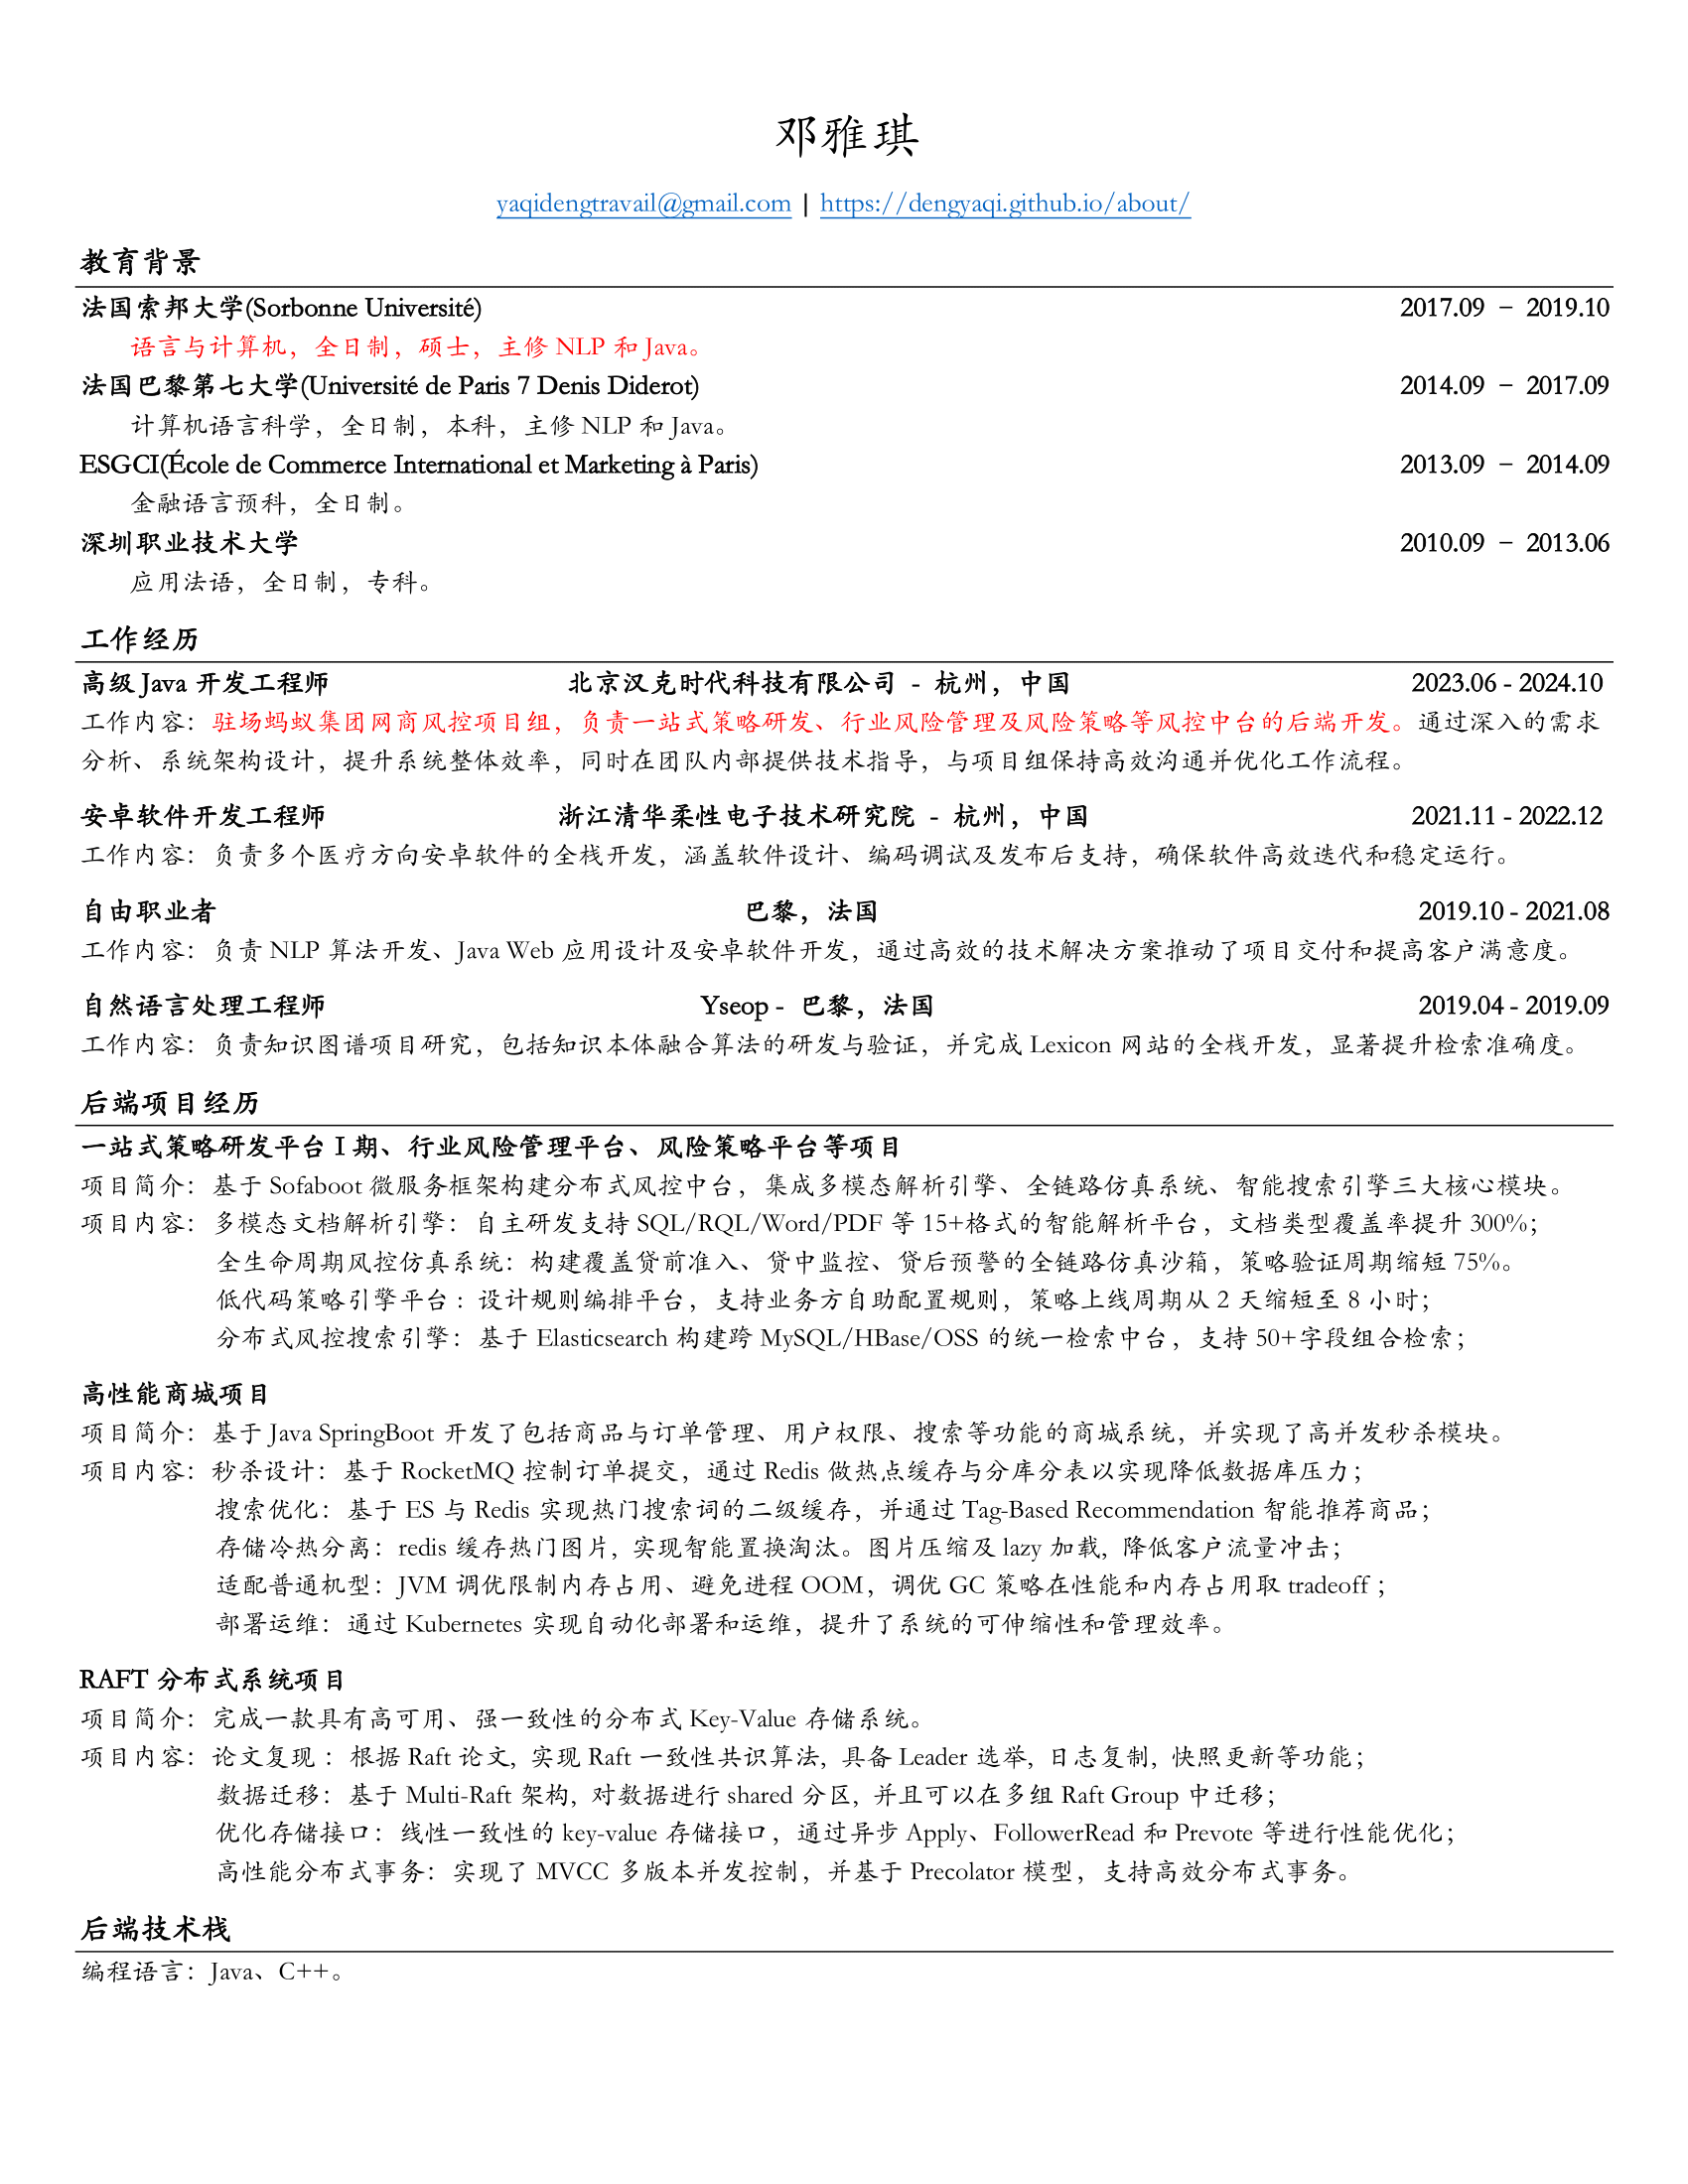 邓雅琪
yaqidengtravail@gmail.com | https://dengyaqi.github.io/about/
教育背景
法国索邦大学(Sorbonne Université) 2017.09 － 2019.10
语言与计算机，全日制，硕士，主修 NLP 和 Java。
法国巴黎第七大学(Université de Paris 7 Denis Diderot) 2014.09 － 2017.09
计算机语言科学，全日制，本科，主修 NLP 和 Java。
ESGCI(École de Commerce International et Marketing à Paris) 2013.09 － 2014.09
金融语言预科，全日制。
深圳职业技术大学 2010.09 － 2013.06
应用法语，全日制，专科。
工作经历
高级 Java 开发工程师 北京汉克时代科技有限公司 - 杭州，中国 2023.06 - 2024.10
工作内容：驻场蚂蚁集团网商风控项目组，负责一站式策略研发、行业风险管理及风险策略等风控中台的后端开发。通过深入的需求
分析、系统架构设计，提升系统整体效率，同时在团队内部提供技术指导，与项目组保持高效沟通并优化工作流程。
安卓软件开发工程师 浙江清华柔性电子技术研究院 - 杭州，中国 2021.11 - 2022.12
工作内容：负责多个医疗方向安卓软件的全栈开发，涵盖软件设计、编码调试及发布后支持，确保软件高效迭代和稳定运行。
自由职业者 巴黎，法国 2019.10 - 2021.08
工作内容：负责 NLP 算法开发、Java Web 应用设计及安卓软件开发，通过高效的技术解决方案推动了项目交付和提高客户满意度。
自然语言处理工程师 Yseop - 巴黎，法国 2019.04 - 2019.09
工作内容：负责知识图谱项目研究，包括知识本体融合算法的研发与验证，并完成 Lexicon 网站的全栈开发，显著提升检索准确度。
后端项目经历
一站式策略研发平台 I 期、行业风险管理平台、风险策略平台等项目
项目简介：基于 Sofaboot 微服务框架构建分布式风控中台，集成多模态解析引擎、全链路仿真系统、智能搜索引擎三大核心模块。
项目内容：多模态文档解析引擎：自主研发支持 SQL/RQL/Word/PDF 等 15+格式的智能解析平台，文档类型覆盖率提升 300%；
全生命周期风控仿真系统：构建覆盖贷前准入、贷中监控、贷后预警的全链路仿真沙箱，策略验证周期缩短 75%。
低代码策略引擎平台：设计规则编排平台，支持业务方自助配置规则，策略上线周期从 2 天缩短至 8 小时；
分布式风控搜索引擎：基于 Elasticsearch 构建跨 MySQL/HBase/OSS 的统一检索中台，支持 50+字段组合检索；
高性能商城项目
项目简介：基于 Java SpringBoot 开发了包括商品与订单管理、用户权限、搜索等功能的商城系统，并实现了高并发秒杀模块。
项目内容：秒杀设计：基于 RocketMQ 控制订单提交，通过 Redis 做热点缓存与分库分表以实现降低数据库压力；
搜索优化：基于 ES 与 Redis 实现热门搜索词的二级缓存，并通过 Tag-Based Recommendation 智能推荐商品；
存储冷热分离：redis 缓存热门图片, 实现智能置换淘汰。图片压缩及 lazy 加载, 降低客户流量冲击；
适配普通机型：JVM 调优限制内存占用、避免进程 OOM，调优 GC 策略在性能和内存占用取 tradeoff；
部署运维：通过 Kubernetes 实现自动化部署和运维，提升了系统的可伸缩性和管理效率。
RAFT 分布式系统项目
项目简介：完成一款具有高可用、强一致性的分布式 Key-Value 存储系统。
项目内容：论文复现：根据 Raft 论文, 实现 Raft 一致性共识算法, 具备 Leader 选举, 日志复制, 快照更新等功能；
数据迁移：基于 Multi-Raft 架构, 对数据进行 shared 分区, 并且可以在多组 Raft Group 中迁移；
优化存储接口：线性一致性的 key-value 存储接口，通过异步 Apply、FollowerRead 和 Prevote 等进行性能优化；
高性能分布式事务：实现了 MVCC 多版本并发控制，并基于 Precolator 模型，支持高效分布式事务。
后端技术栈
编程语言：Java、C++。